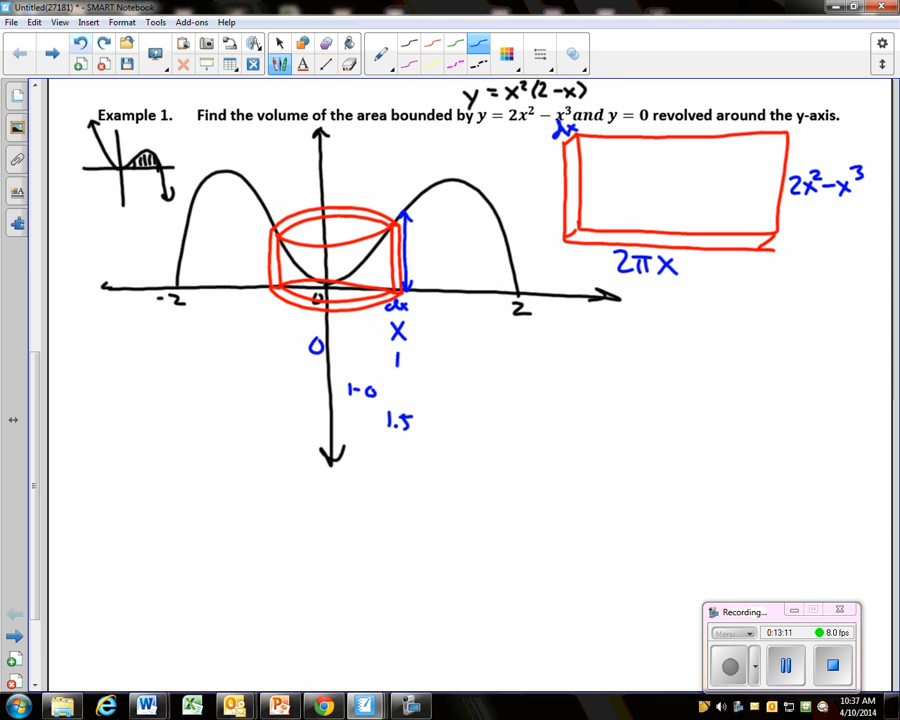 Untitled(27181) * - SMART Notebook
File Edit View Insert Format Tools Add-ons Help
y = x²(2-x)
Example 1. Find the volume of the area bounded by y = 2x² − x³ and y = 0 revolved around the y-axis.
dx
2x²-x³
2πx
-2
0
2
dx
x
0
1
1-0
1.5
Recording...
Menu
0:13:11
8.0 fps
10:37 AM
4/10/2014